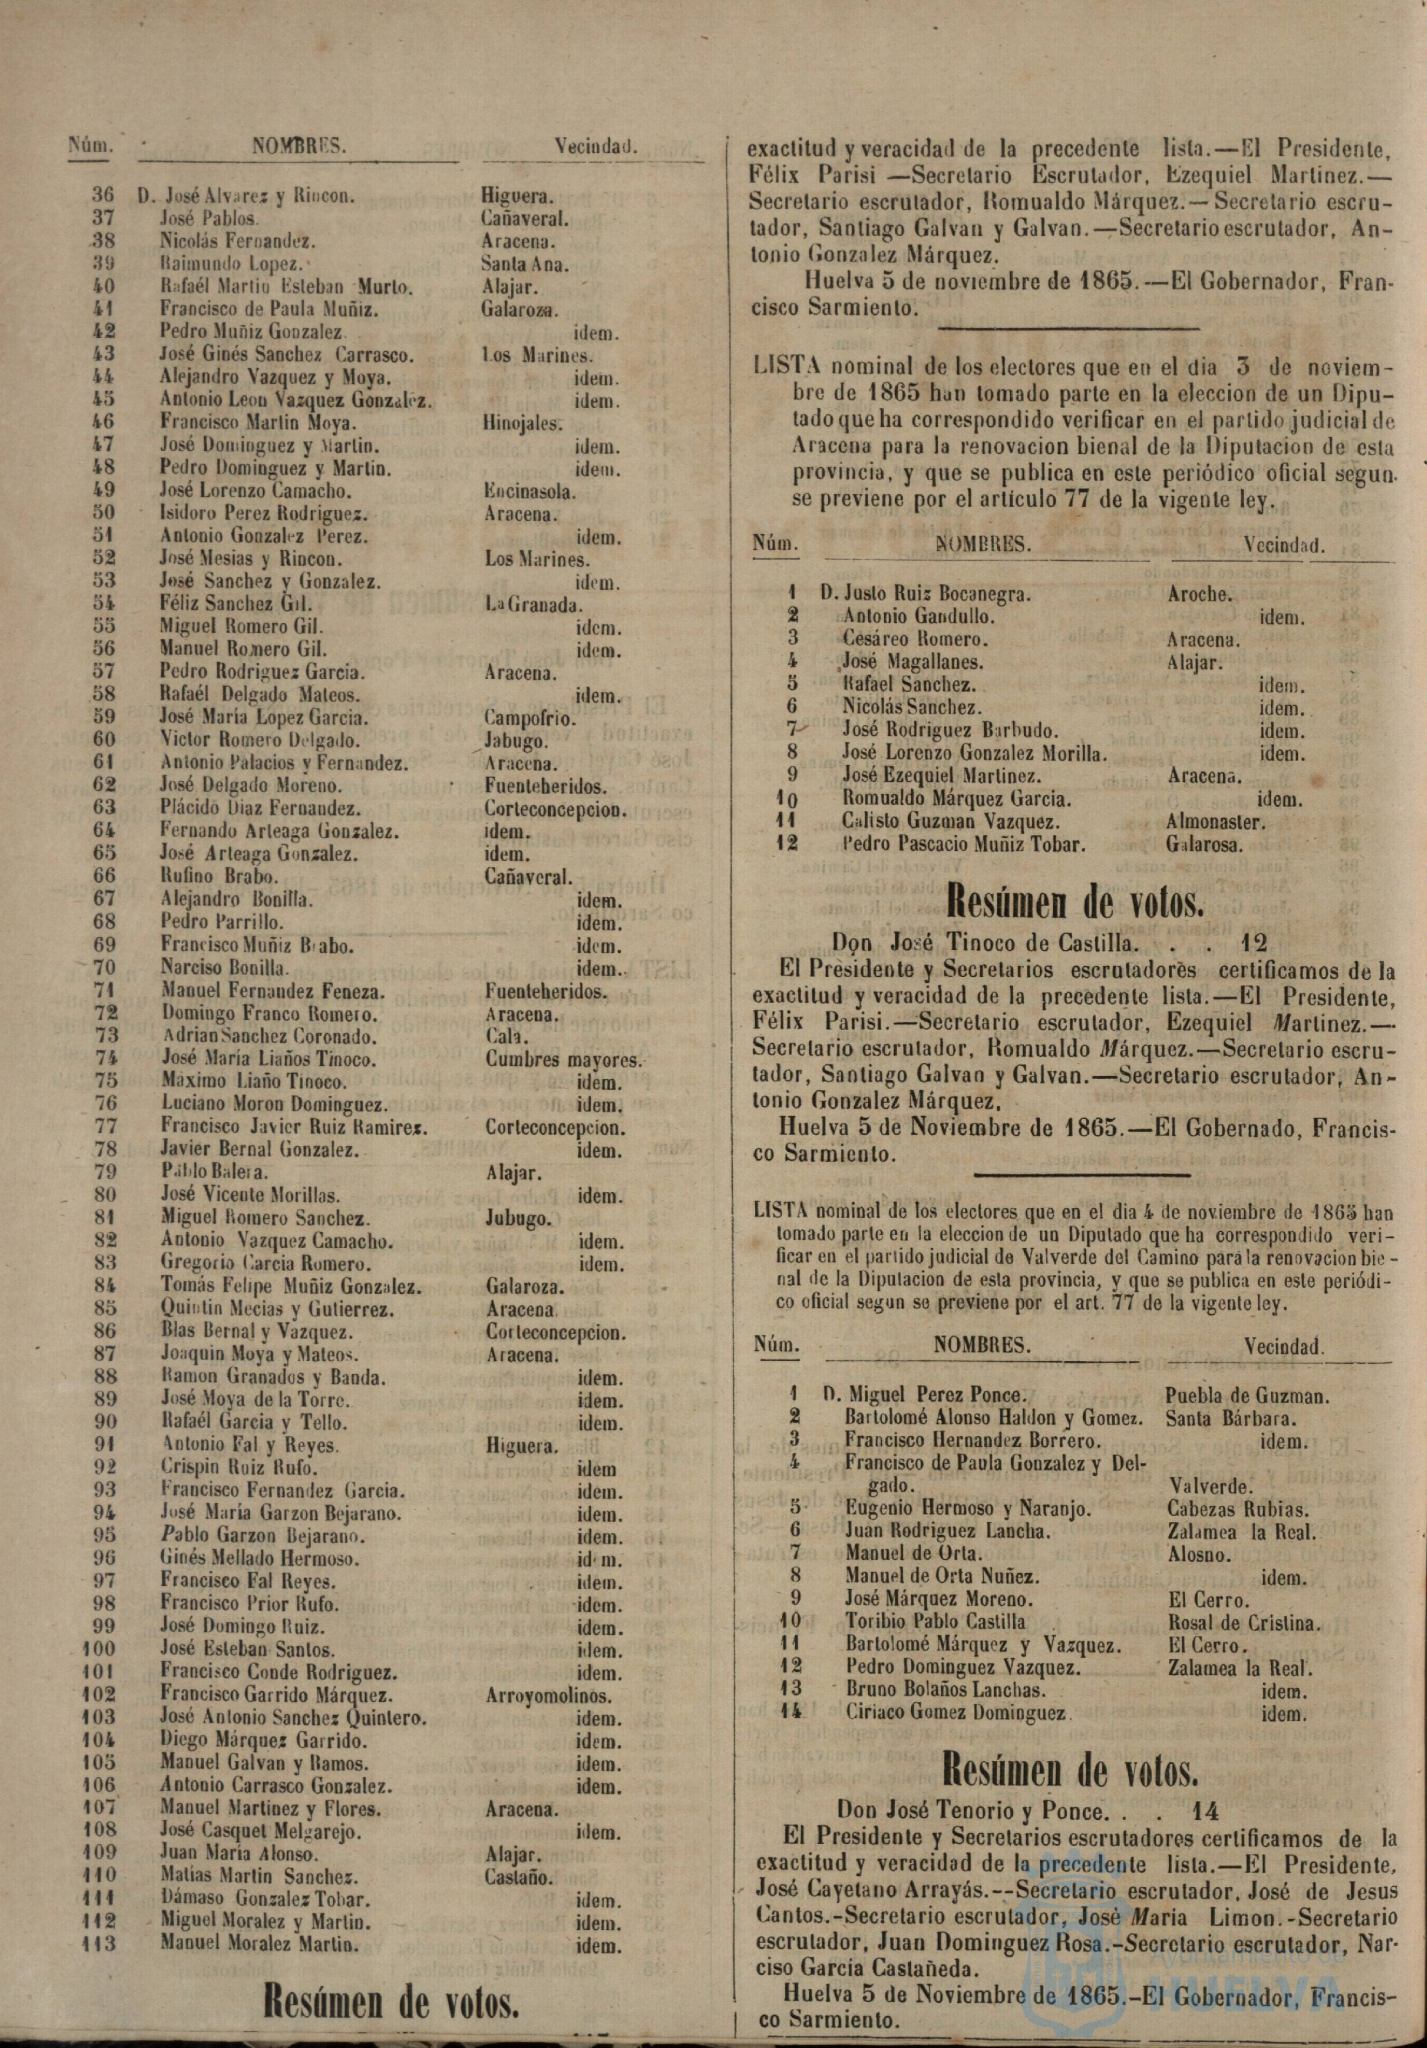 Núm. NOMBRES. Vecindad.
36 D. José Alvarez y Rincon. Higuera.
37 José Pablos. Cañaveral.
38 Nicolás Fernandez. Aracena.
39 Raimundo Lopez. Santa Ana.
40 Rafaél Martin Esteban Murto. Alajar.
41 Francisco de Paula Muñiz. Galaroza.
42 Pedro Muñiz Gonzalez. idem.
43 José Ginés Sanchez Carrasco. Los Marines.
44 Alejandro Vazquez y Moya. idem.
45 Antonio Leon Vazquez Gonzalez. idem.
46 Francisco Martin Moya. Hinojales.
47 José Dominguez y Martin. idem.
48 Pedro Dominguez y Martin. idem.
49 José Lorenzo Camacho. Encinasola.
50 Isidoro Perez Rodriguez. Aracena.
51 Antonio Gonzalez Perez. idem.
52 José Mesias y Rincon. Los Marines.
53 José Sanchez y Gonzalez. idem.
54 Féliz Sanchez Gil. La Granada.
55 Miguel Romero Gil. idem.
56 Manuel Romero Gil. idem.
57 Pedro Rodriguez Garcia. Aracena.
58 Rafaél Delgado Mateos. idem.
59 José María Lopez Garcia. Campofrio.
60 Victor Romero Delgado. Jabugo.
61 Antonio Palacios y Fernandez. Aracena.
62 José Delgado Moreno. Fuenteheridos.
63 Plácido Diaz Fernandez. Corteconcepcion.
64 Fernando Arteaga Gonzalez. idem.
65 José Arteaga Gonzalez. idem.
66 Rufino Brabo. Cañaveral.
67 Alejandro Bonilla. idem.
68 Pedro Parrillo. idem.
69 Francisco Muñiz Brabo. idem.
70 Narciso Bonilla. idem.
71 Manuel Fernandez Feneza. Fuenteheridos.
72 Domingo Franco Romero. Aracena.
73 Adrian Sanchez Coronado. Cala.
74 José María Liaños Tinoco. Cumbres mayores.
75 Máximo Liaño Tinoco. idem.
76 Luciano Moron Dominguez. idem.
77 Francisco Javier Ruiz Ramirez. Corteconcepcion.
78 Javier Bernal Gonzalez. idem.
79 Pablo Balera. Alajar.
80 José Vicente Morillas. idem.
81 Miguel Romero Sanchez. Jubugo.
82 Antonio Vazquez Camacho. idem.
83 Gregorio Garcia Romero. idem.
84 Tomás Felipe Muñiz Gonzalez. Galaroza.
85 Quintin Mecias y Gutierrez. Aracena.
86 Blas Bernal y Vazquez. Corteconcepcion.
87 Joaquin Moya y Mateos. Aracena.
88 Ramon Granados y Banda. idem.
89 José Moya de la Torre. idem.
90 Rafaél Garcia y Tello. idem.
91 Antonio Fal y Reyes. Higuera.
92 Crispin Ruiz Rufo. idem
93 Francisco Fernandez Garcia. idem.
94 José María Garzon Bejarano. idem.
95 Pablo Garzon Bejarano. idem.
96 Ginés Mellado Hermoso. idem.
97 Francisco Fal Reyes. idem.
98 Francisco Prior Rufo. idem.
99 José Domingo Ruiz. idem.
100 José Esteban Santos. idem.
101 Francisco Conde Rodriguez. idem.
102 Francisco Garrido Márquez. Arroyomolinos.
103 José Antonio Sanchez Quintero. idem.
104 Diego Márquez Garrido. idem.
105 Manuel Galvan y Ramos. idem.
106 Antonio Carrasco Gonzalez. idem.
107 Manuel Martinez y Flores. Aracena.
108 José Casquet Melgarejo. idem.
109 Juan María Alonso. Alajar.
110 Matías Martin Sanchez. Castaño.
111 Dámaso Gonzalez Tobar. idem.
112 Miguel Moralez y Martin. idem.
113 Manuel Moralez Martin. idem.
Resúmen de votos.
exactitud y veracidad de la precedente lista.—El Presidente,
Félix Parisi —Secretario Escrutador, Ezequiel Martinez.—
Secretario escrutador, Romualdo Márquez.—Secretario escru-
tador, Santiago Galvan y Galvan.—Secretario escrutador, An-
tonio Gonzalez Márquez.
Huelva 5 de noviembre de 1865.—El Gobernador, Fran-
cisco Sarmiento.
LISTA nominal de los electores que en el dia 3 de noviem-
bre de 1865 han tomado parte en la eleccion de un Dipu-
tado que ha correspondido verificar en el partido judicial de
Aracena para la renovacion bienal de la Diputacion de esta
provincia, y que se publica en este periódico oficial segun
se previene por el artículo 77 de la vigente ley.
Núm. NOMBRES. Vecindad.
1 D. Justo Ruiz Bocanegra. Aroche.
2 Antonio Gandullo. idem.
3 Cesáreo Romero. Aracena.
4 José Magallanes. Alajar.
5 Rafael Sanchez. idem.
6 Nicolás Sanchez. idem.
7 José Rodriguez Barbudo. idem.
8 José Lorenzo Gonzalez Morilla. idem.
9 José Ezequiel Martinez. Aracena.
10 Romualdo Márquez Garcia. idem.
11 Calisto Guzman Vazquez. Almonaster.
12 Pedro Pascacio Muñiz Tobar. Galarosa.
Resúmen de votos.
Don José Tinoco de Castilla. . . 12
El Presidente y Secretarios escrutadores certificamos de la
exactitud y veracidad de la precedente lista.—El Presidente,
Félix Parisi.—Secretario escrutador, Ezequiel Martinez.—
Secretario escrutador, Romualdo Márquez.—Secretario escru-
tador, Santiago Galvan y Galvan.—Secretario escrutador, An-
tonio Gonzalez Márquez.
Huelva 5 de Noviembre de 1865.—El Gobernado, Francis-
co Sarmiento.
LISTA nominal de los electores que en el dia 4 de noviembre de 1865 han
tomado parte en la eleccion de un Diputado que ha correspondido veri-
ficar en el partido judicial de Valverde del Camino para la renovacion bie-
nal de la Diputacion de esta provincia, y que se publica en este periódi-
co oficial segun se previene por el art. 77 de la vigente ley.
Núm. NOMBRES. Vecindad.
1 D. Miguel Perez Ponce. Puebla de Guzman.
2 Bartolomé Alonso Haldon y Gomez. Santa Bárbara.
3 Francisco Hernandez Borrero. idem.
4 Francisco de Paula Gonzalez y Del-
gado. Valverde.
5 Eugenio Hermoso y Naranjo. Cabezas Rubias.
6 Juan Rodriguez Lancha. Zalamea la Real.
7 Manuel de Orta. Alosno.
8 Manuel de Orta Nuñez. idem.
9 José Márquez Moreno. El Cerro.
10 Toribio Pablo Castilla Rosal de Cristina.
11 Bartolomé Márquez y Vazquez. El Cerro.
12 Pedro Dominguez Vazquez. Zalamea la Real.
13 Bruno Bolaños Lanchas. idem.
14 Ciriaco Gomez Dominguez. idem.
Resúmen de votos.
Don José Tenorio y Ponce. . . 14
El Presidente y Secretarios escrutadores certificamos de la
exactitud y veracidad de la precedente lista.—El Presidente,
José Cayetano Arrayás.--Secretario escrutador, José de Jesus
Cantos.-Secretario escrutador, José Maria Limon.-Secretario
escrutador, Juan Dominguez Rosa.-Secretario escrutador, Nar-
ciso García Castañeda.
Huelva 5 de Noviembre de 1865.-El Gobernador, Francis-
co Sarmiento.
Ayuntamiento de
HUELVA